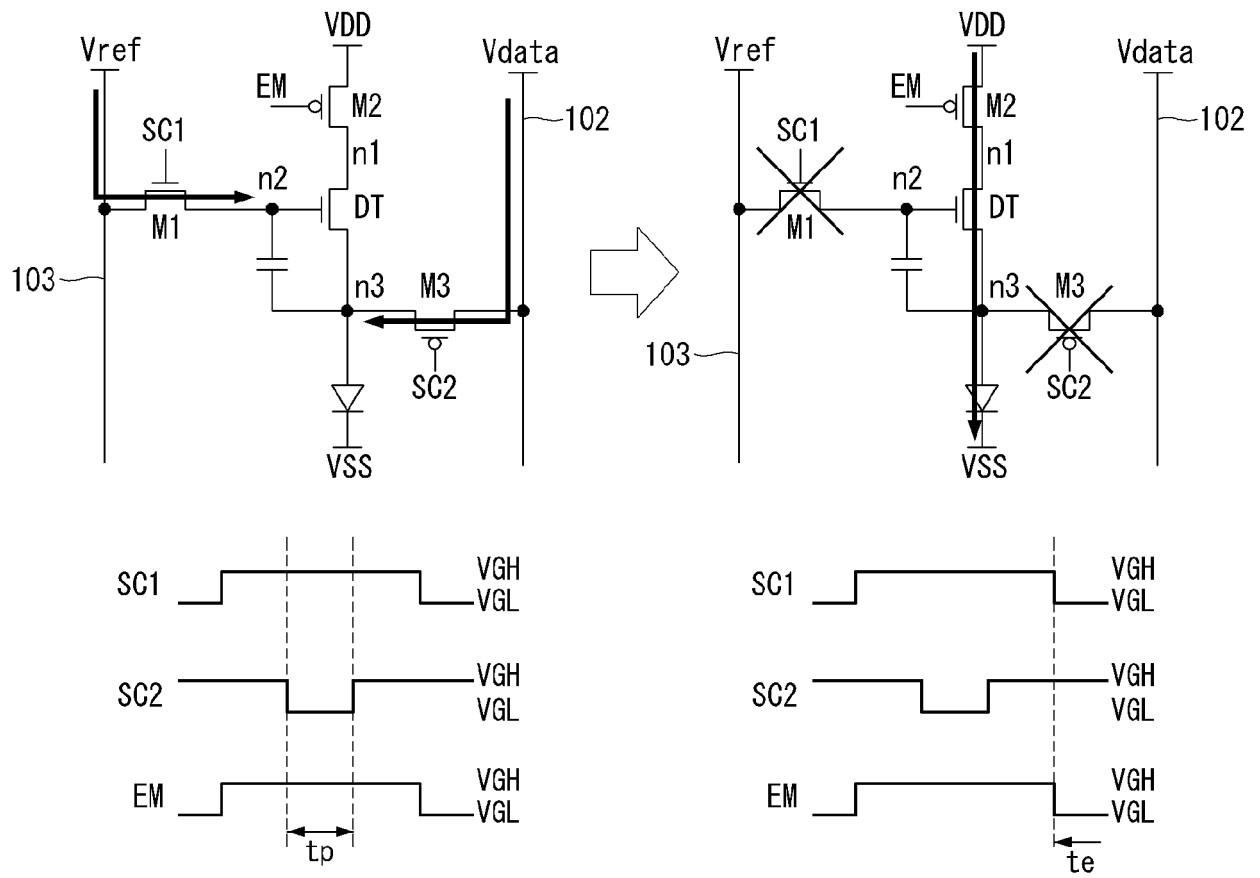 Vref
VDD
Vdata
EM
M2
102
SC1
n1
n2
DT
M1
103
n3
M3
SC2
VSS
Vref
VDD
Vdata
EM
M2
102
SC1
n1
n2
DT
M1
103
n3
M3
SC2
VSS
SC1
VGH
VGL
SC2
VGH
VGL
EM
VGH
VGL
tp
SC1
VGH
VGL
SC2
VGH
VGL
EM
VGH
VGL
te